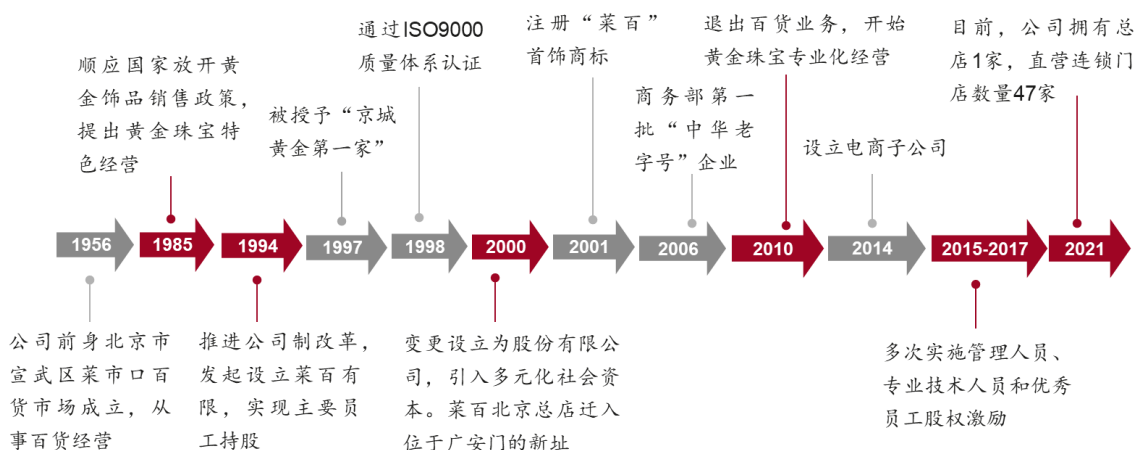 顺应国家放开黄
金饰品销售政策，
提出黄金珠宝特
色经营
被授予“京城
黄金第一家”
通过ISO9000
质量体系认证
注册“菜百”
首饰商标
商务部第一
批“中华老
字号”企业
退出百货业务，开始
黄金珠宝专业化经营
设立电商子公司
目前，公司拥有总
店1家，直营连锁门
店数量47家
1956
1985
1994
1997
1998
2000
2001
2006
2010
2014
2015-2017
2021
公司前身北京市
宣武区菜市口百
货市场成立，从
事百货经营
推进公司制改革，
发起设立菜百有
限，实现主要员
工持股
变更设立为股份有限公
司，引入多元化社会资
本。菜百北京总店迁入
位于广安门的新址
多次实施管理人员、
专业技术人员和优秀
员工股权激励